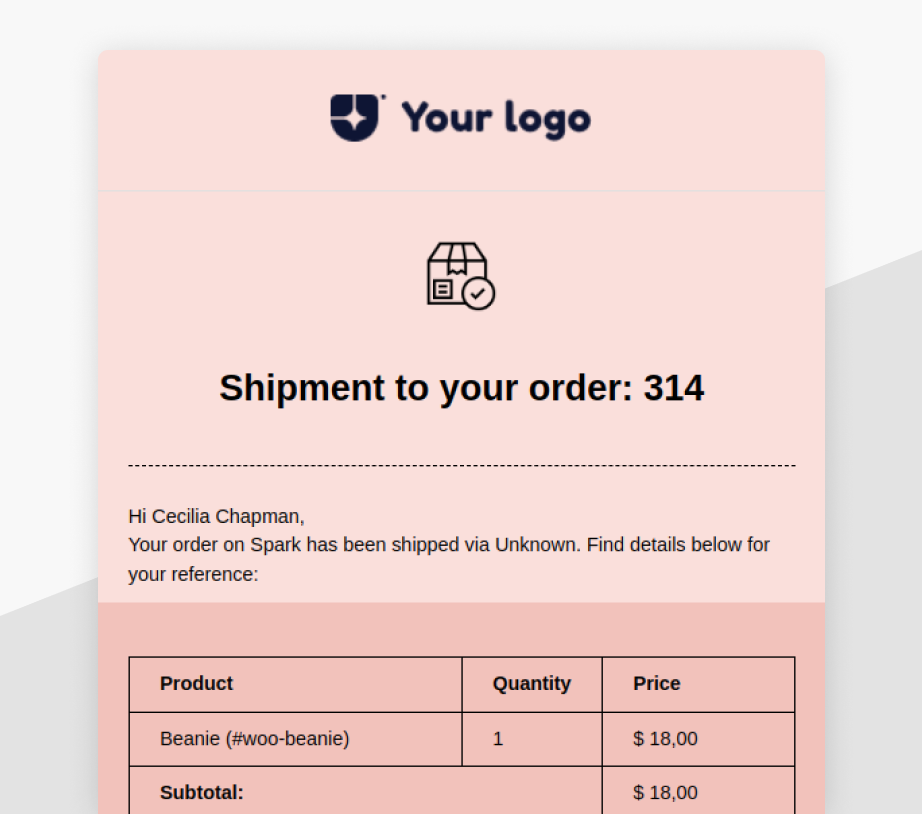 Your logo
Shipment to your order: 314
Hi Cecilia Chapman,
Your order on Spark has been shipped via Unknown. Find details below for
your reference:
Product Quantity Price
Beanie (#woo-beanie) 1 $ 18,00
Subtotal: $ 18,00